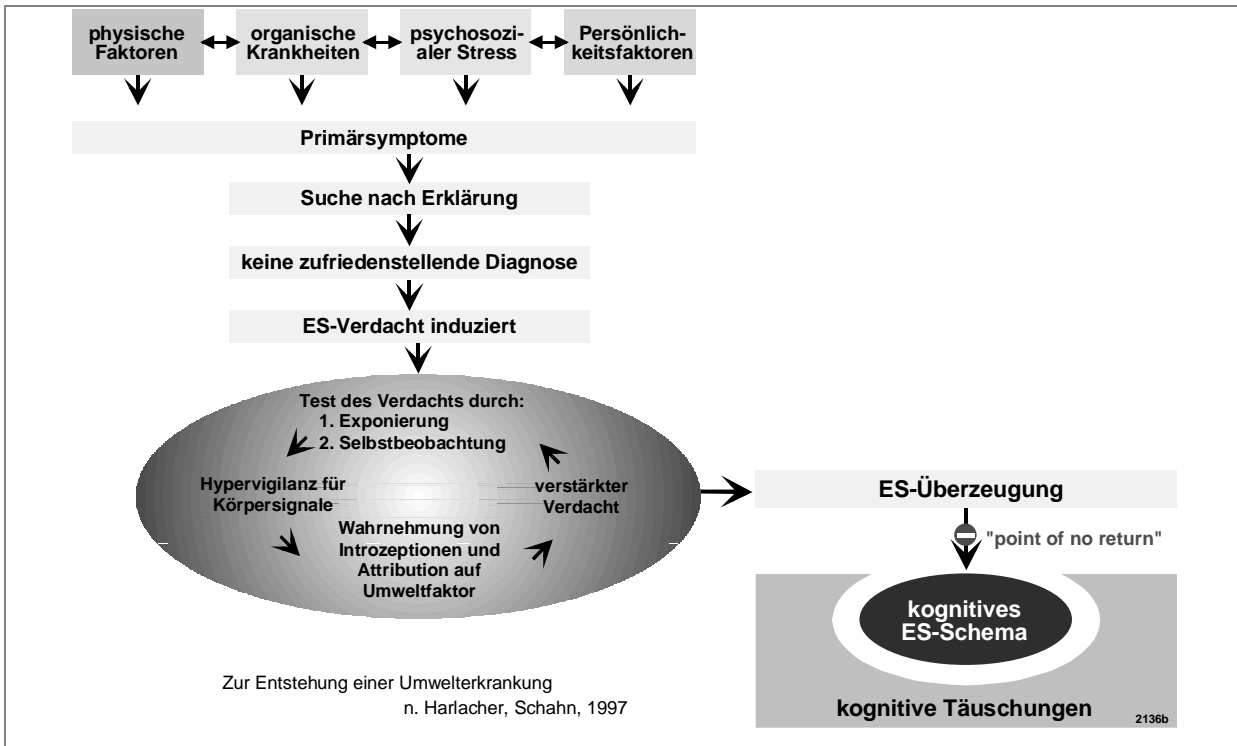 physische
Faktoren
organische
Krankheiten
psychosozi-
aler Stress
Persönlich-
keitsfaktoren
Primärsymptome
Suche nach Erklärung
keine zufriedenstellende Diagnose
ES-Verdacht induziert
Test des Verdachts durch:
1. Exponierung
2. Selbstbeobachtung
Hypervigilanz für
Körpersignale
verstärkter
Verdacht
Wahrnehmung von
Introzeptionen und
Attribution auf
Umweltfaktor
ES-Überzeugung
"point of no return"
kognitives
ES-Schema
kognitive Täuschungen
2136b
Zur Entstehung einer Umwelterkrankung
n. Harlacher, Schahn, 1997